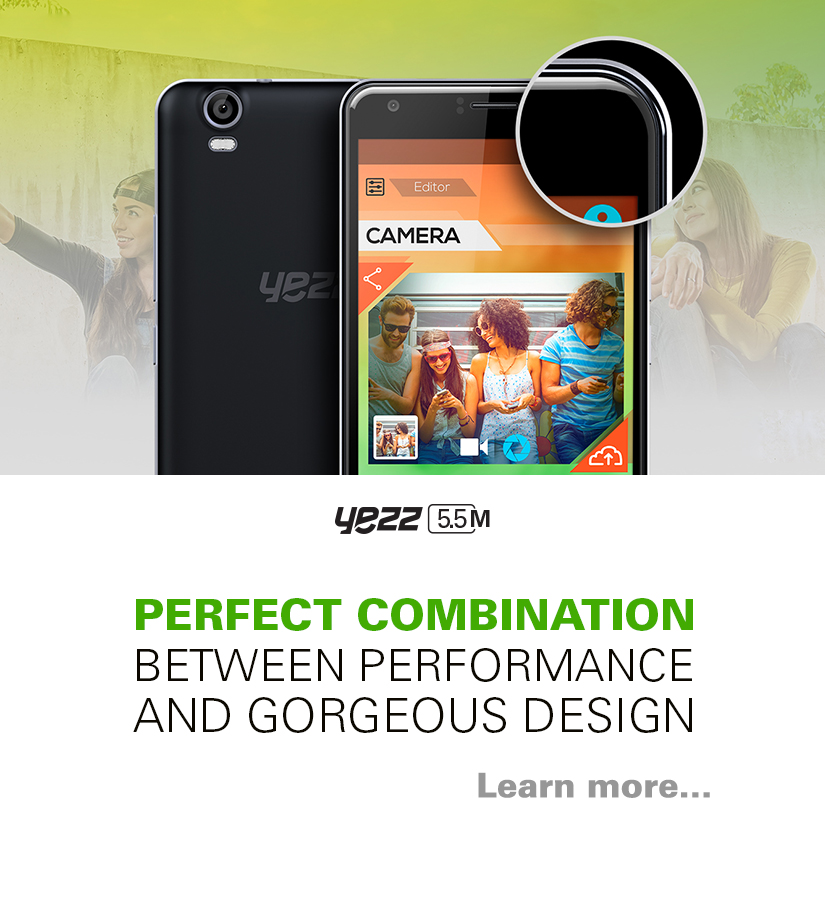 Editor
CAMERA
yezz
yezz 5.5M
PERFECT COMBINATION
BETWEEN PERFORMANCE
AND GORGEOUS DESIGN
Learn more...